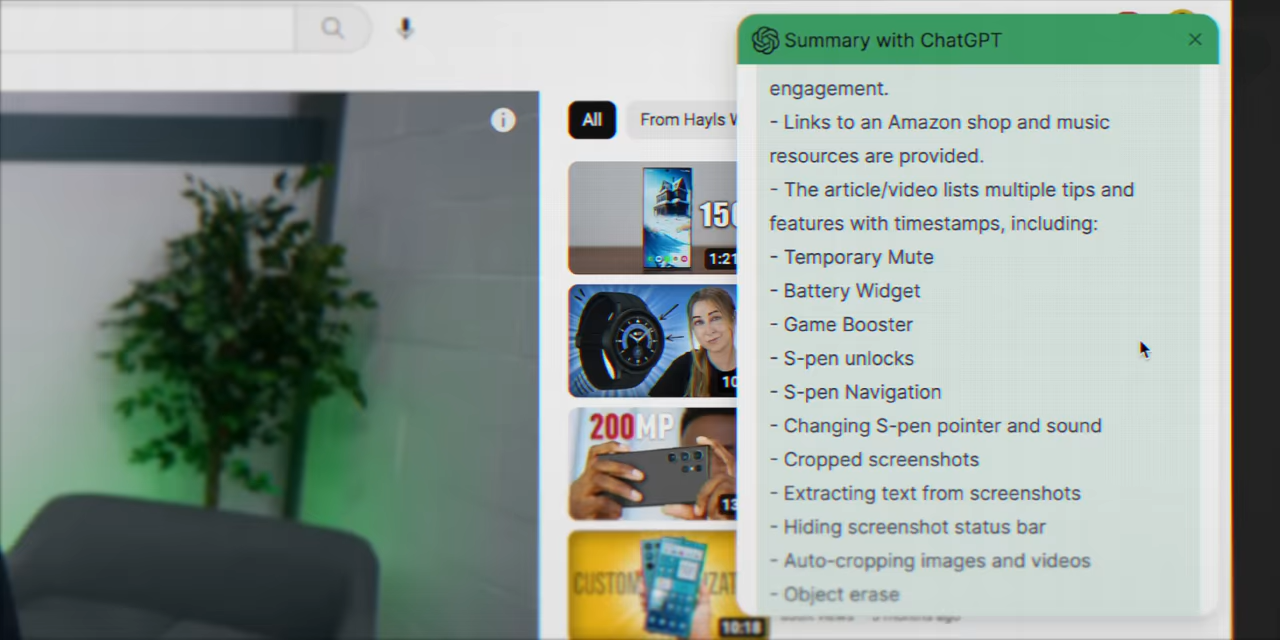 Summary with ChatGPT
engagement.
- Links to an Amazon shop and music
resources are provided.
- The article/video lists multiple tips and
features with timestamps, including:
- Temporary Mute
- Battery Widget
- Game Booster
- S-pen unlocks
- S-pen Navigation
- Changing S-pen pointer and sound
- Cropped screenshots
- Extracting text from screenshots
- Hiding screenshot status bar
- Auto-cropping images and videos
- Object erase
All
From Hayls W
150
1:21
10
200MP
13
10:18